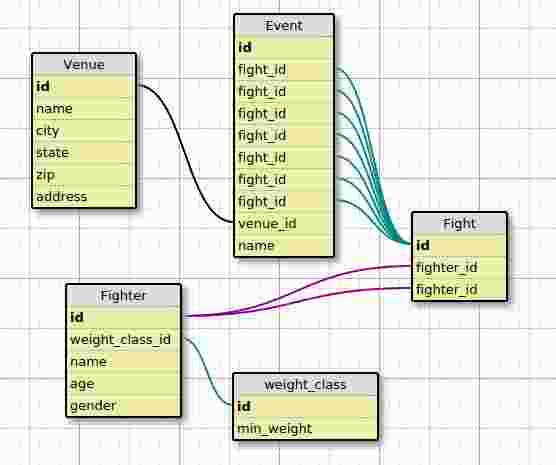 Venue
id
name
city
state
zip
address
Event
id
fight_id
fight_id
fight_id
fight_id
fight_id
fight_id
fight_id
venue_id
name
Fight
id
fighter_id
fighter_id
Fighter
id
weight_class_id
name
age
gender
weight_class
id
min_weight